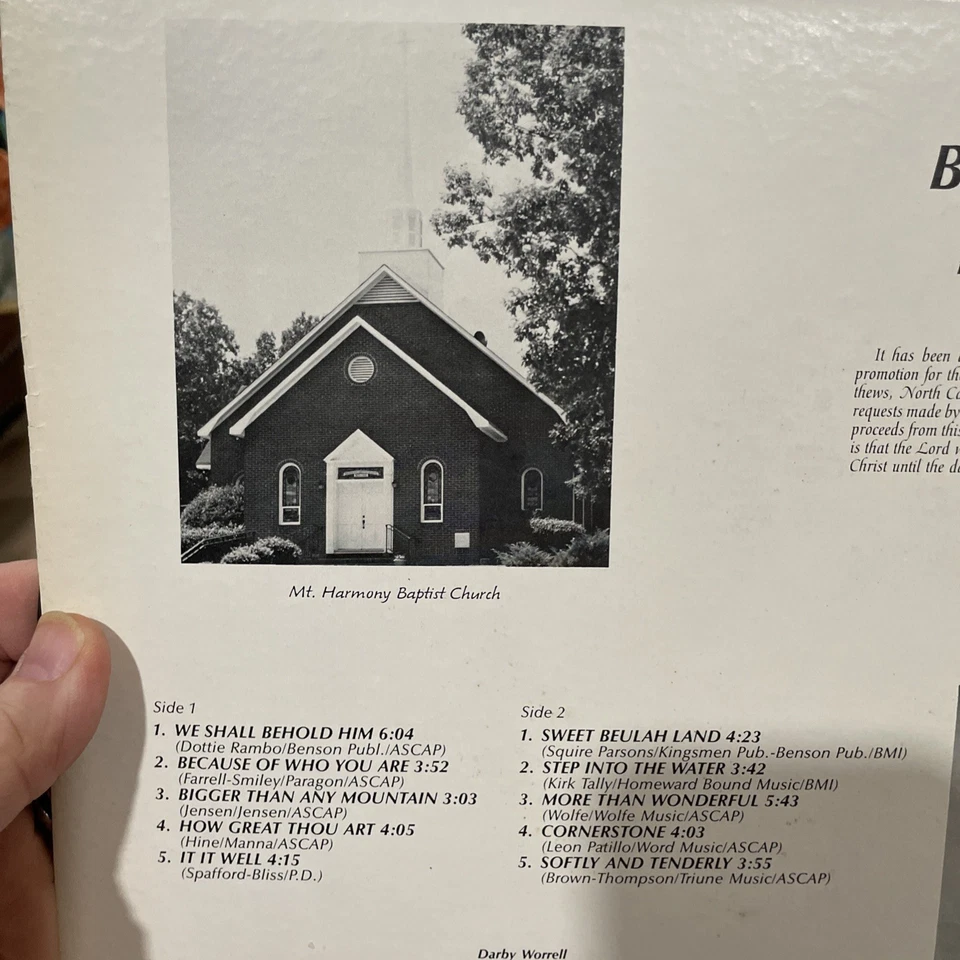 B
It has been
promotion for th
thews, North Ca
requests made by
proceeds from this
is that the Lord w
Christ until the da
Mt. Harmony Baptist Church
Side 1
1. WE SHALL BEHOLD HIM 6:04
(Dottie Rambo/Benson Publ./ASCAP)
2. BECAUSE OF WHO YOU ARE 3:52
(Farrell-Smiley/Paragon/ASCAP)
3. BIGGER THAN ANY MOUNTAIN 3:03
(Jensen/Jensen/ASCAP)
4. HOW GREAT THOU ART 4:05
(Hine/Manna/ASCAP)
5. IT IT WELL 4:15
(Spafford-Bliss/P.D.)
Side 2
1. SWEET BEULAH LAND 4:23
(Squire Parsons/Kingsmen Pub.-Benson Pub./BMI)
2. STEP INTO THE WATER 3:42
(Kirk Tally/Homeward Bound Music/BMI)
3. MORE THAN WONDERFUL 5:43
(Wolfe/Wolfe Music/ASCAP)
4. CORNERSTONE 4:03
(Leon Patillo/Word Music/ASCAP)
5. SOFTLY AND TENDERLY 3:55
(Brown-Thompson/Triune Music/ASCAP)
Darby Worrell